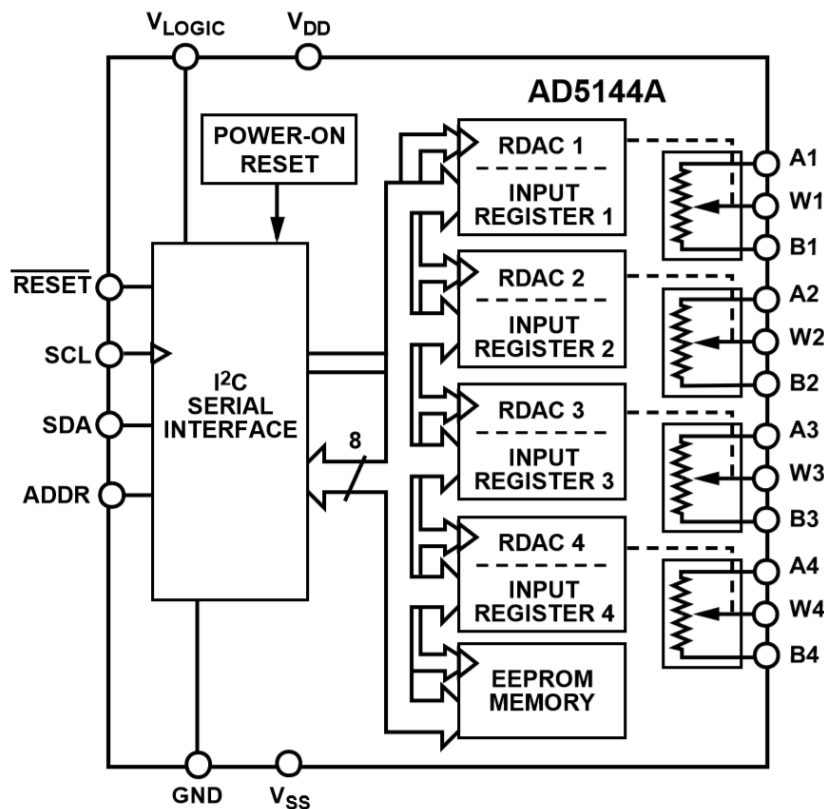 VLOGIC
VDD
AD5144A
POWER-ON
RESET
RDAC 1
INPUT
REGISTER 1
A1
W1
B1
RESET
SCL
SDA
ADDR
I2C
SERIAL
INTERFACE
8
RDAC 2
INPUT
REGISTER 2
A2
W2
B2
RDAC 3
INPUT
REGISTER 3
A3
W3
B3
RDAC 4
INPUT
REGISTER 4
A4
W4
B4
EEPROM
MEMORY
GND
VSS